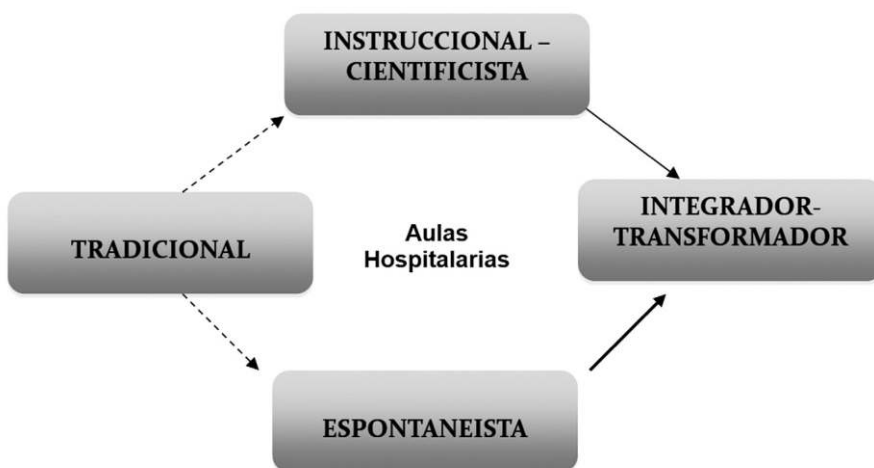 INSTRUCCIONAL –
CIENTIFICISTA
TRADICIONAL
Aulas
Hospitalarias
INTEGRADOR-
TRANSFORMADOR
ESPONTANEISTA